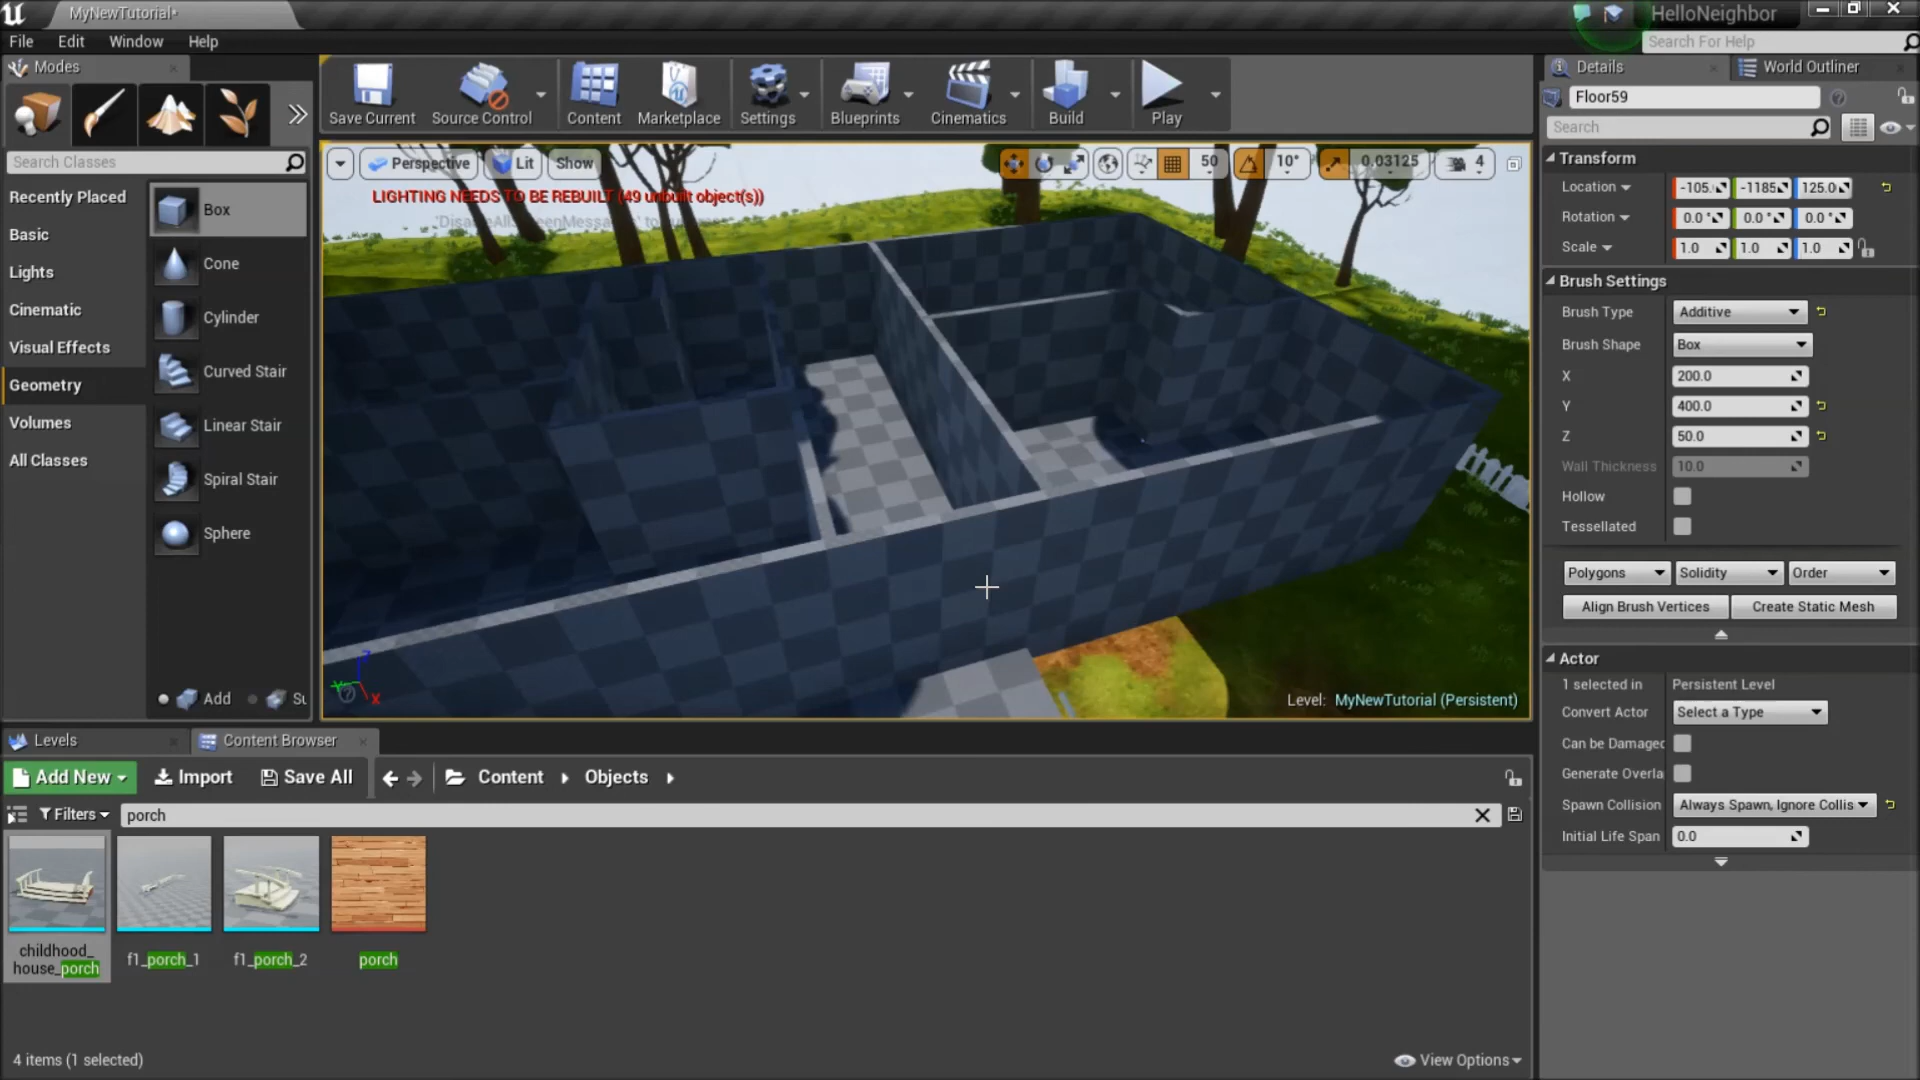 MyNewTutorial*
HelloNeighbor
File Edit Window Help
Search For Help
Modes
Save Current
Source Control
Content
Marketplace
Settings
Blueprints
Cinematics
Build
Play
Details
World Outliner
Floor59
Search
Search Classes
Recently Placed
Basic
Lights
Cinematic
Visual Effects
Geometry
Volumes
All Classes
Box
Cone
Cylinder
Curved Stair
Linear Stair
Spiral Stair
Sphere
Add
Su
Perspective Lit Show
50 10° 0.03125 4
LIGHTING NEEDS TO BE REBUILT (49 unbuilt object(s))
Level: MyNewTutorial (Persistent)
Transform
Location -105. -1185 125.0
Rotation 0.0 ° 0.0 ° 0.0 °
Scale 1.0 1.0 1.0
Brush Settings
Brush Type Additive
Brush Shape Box
X 200.0
Y 400.0
Z 50.0
Wall Thickness 10.0
Hollow
Tessellated
Polygons Solidity Order
Align Brush Vertices Create Static Mesh
Actor
1 selected in Persistent Level
Convert Actor Select a Type
Can be Damaged
Generate Overla
Spawn Collision Always Spawn, Ignore Collis
Initial Life Span 0.0
Levels
Content Browser
Add New Import Save All Content Objects
Filters porch
childhood_
house_porch
f1_porch_1
f1_porch_2
porch
4 items (1 selected)
View Options